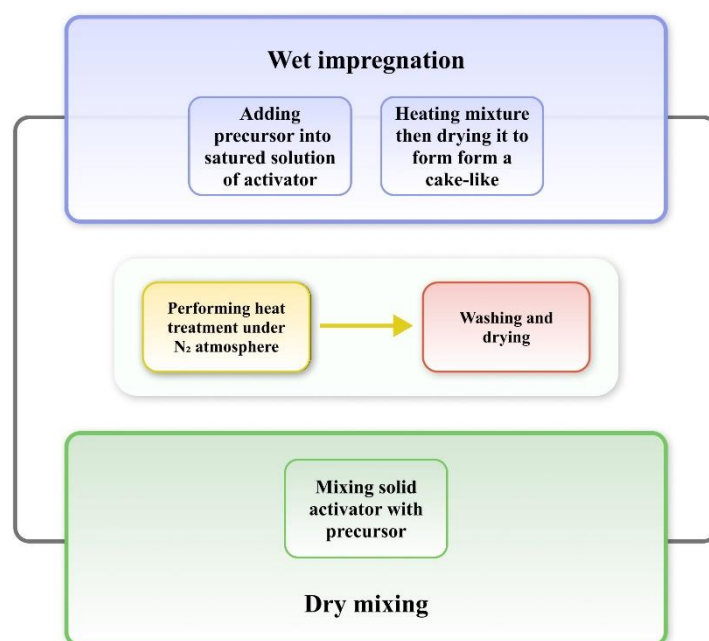 Wet impregnation
Adding
precursor into
satured solution
of activator
Heating mixture
then drying it to
form form a
cake-like
Performing heat
treatment under
N₂ atmosphere
Washing and
drying
Mixing solid
activator with
precursor
Dry mixing